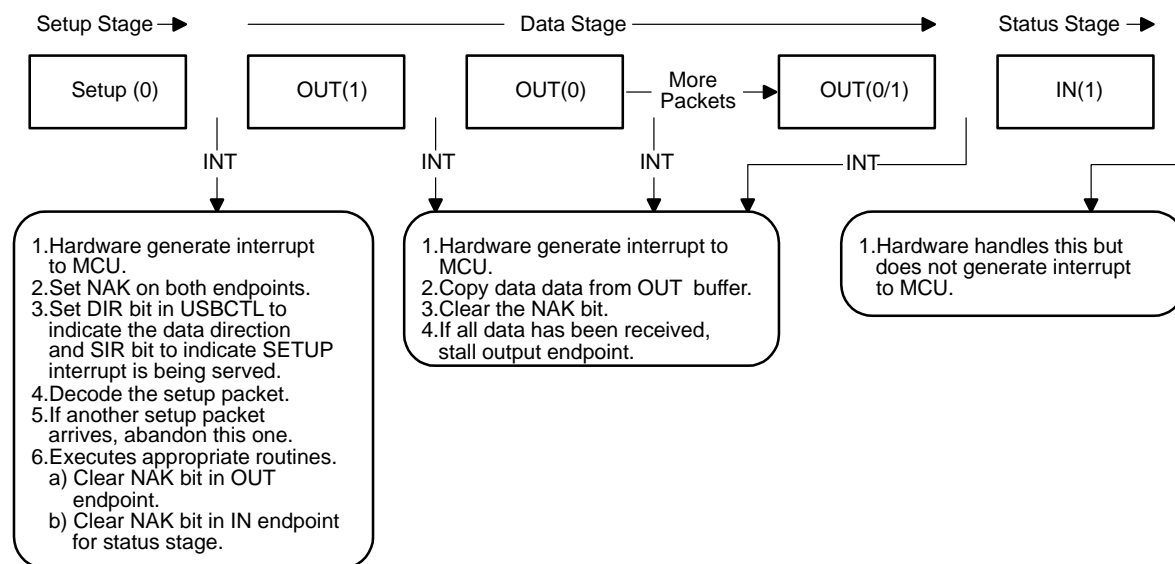 Setup Stage
Data Stage
Status Stage
Setup (0)
OUT(1)
OUT(0)
More
Packets
OUT(0/1)
IN(1)
INT
INT
INT
INT
1.Hardware generate interrupt
to MCU.
2.Set NAK on both endpoints.
3.Set DIR bit in USBCTL to
indicate the data direction
and SIR bit to indicate SETUP
interrupt is being served.
4.Decode the setup packet.
5.If another setup packet
arrives, abandon this one.
6.Executes appropriate routines.
a) Clear NAK bit in OUT
endpoint.
b) Clear NAK bit in IN endpoint
for status stage.
1.Hardware generate interrupt to
MCU.
2.Copy data data from OUT buffer.
3.Clear the NAK bit.
4.If all data has been received,
stall output endpoint.
1.Hardware handles this but
does not generate interrupt
to MCU.